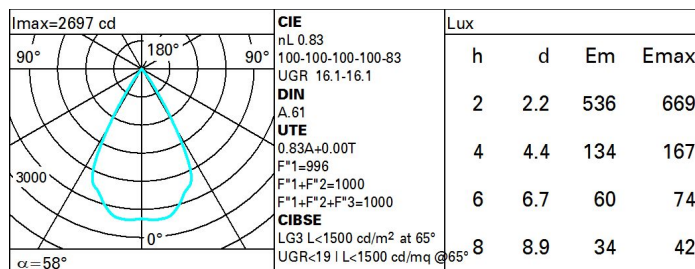 Imax=2697 cd
90° 180° 90°
3000
0°
α=58°
CIE
nL 0.83
100-100-100-100-83
UGR 16.1-16.1
DIN
A.61
UTE
0.83A+0.00T
F"1=996
F"1+F"2=1000
F"1+F"2+F"3=1000
CIBSE
LG3 L<1500 cd/m² at 65°
UGR<19 | L<1500 cd/mq @65°
Lux
h d Em Emax
2 2.2 536 669
4 4.4 134 167
6 6.7 60 74
8 8.9 34 42